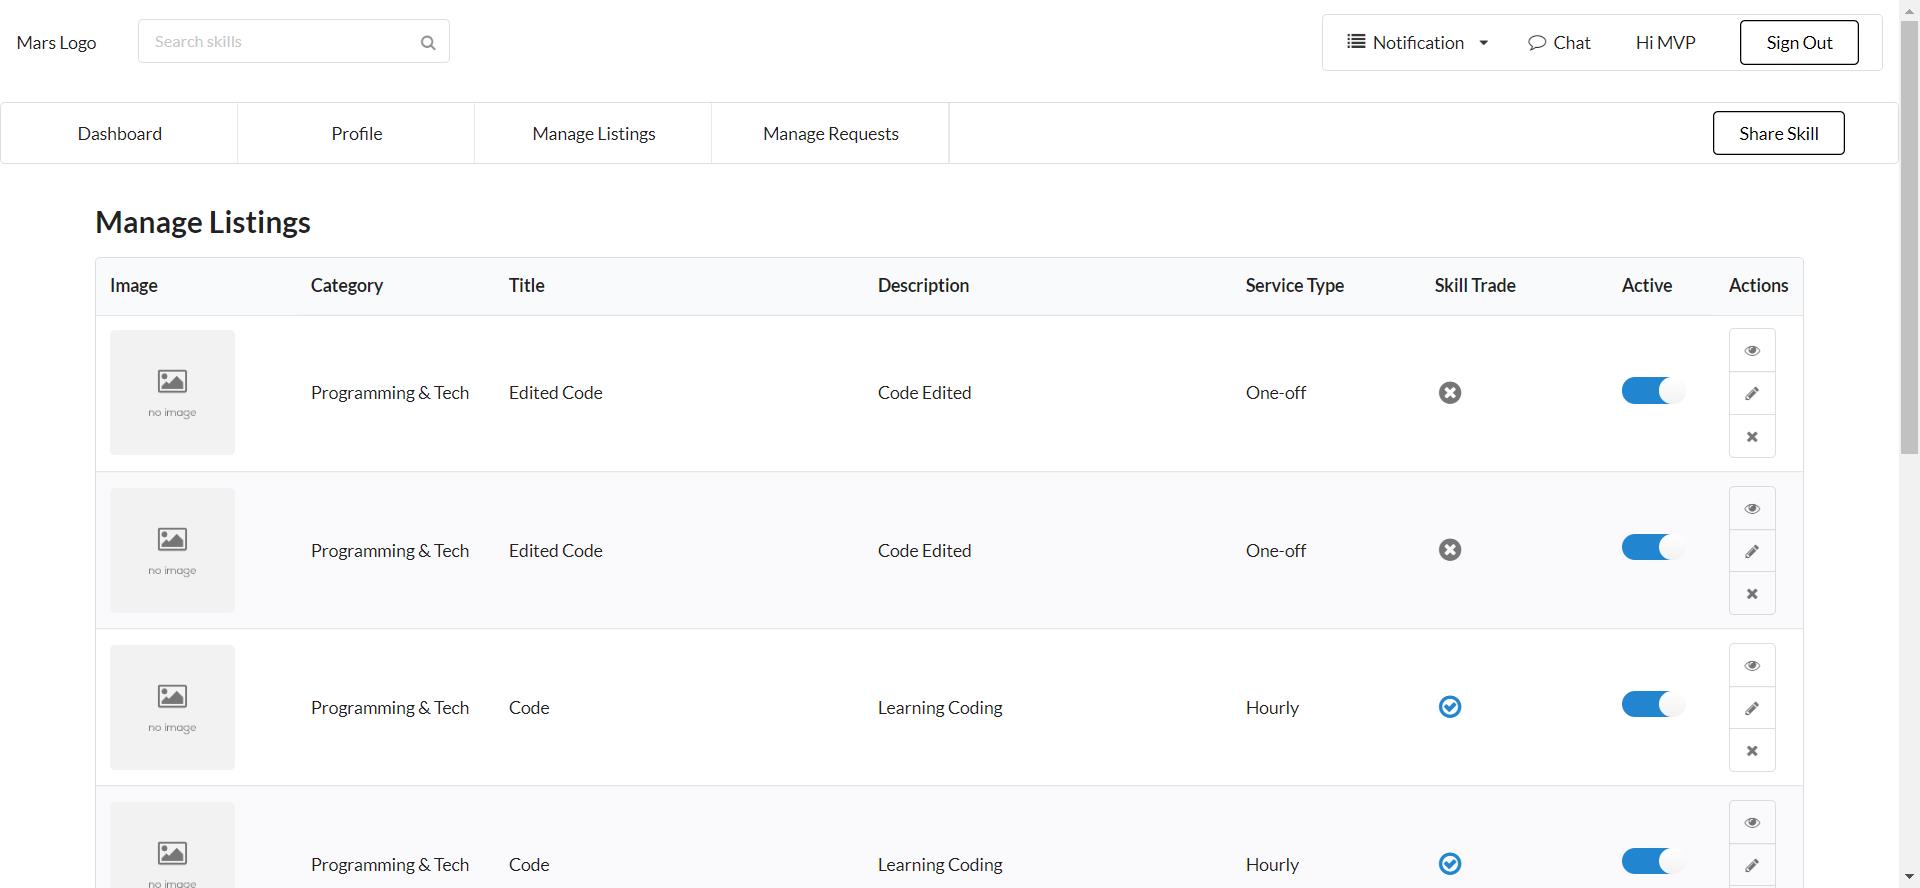 Mars Logo
Search skills
Notification
Chat
Hi MVP
Sign Out
Dashboard
Profile
Manage Listings
Manage Requests
Share Skill
Manage Listings
Image Category Title Description Service Type Skill Trade Active Actions
no image
Programming & Tech Edited Code Code Edited One-off
no image
Programming & Tech Edited Code Code Edited One-off
no image
Programming & Tech Code Learning Coding Hourly
no image
Programming & Tech Code Learning Coding Hourly